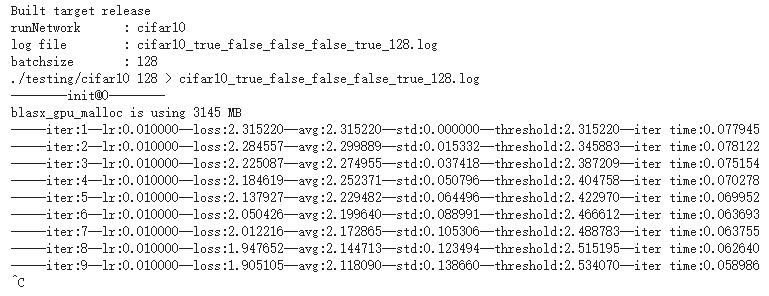 Built target release
runNetwork : cifar10
log file : cifar10_true_false_false_false_true_128.log
batchsize : 128
./testing/cifar10 128 > cifar10_true_false_false_false_true_128.log
————————init@0————————
blasx_gpu_malloc is using 3145 MB
—————iter:1——lr:0.010000——loss:2.315220——avg:2.315220——std:0.000000——threshold:2.315220——iter time:0.077945
—————iter:2——lr:0.010000——loss:2.284557——avg:2.299889——std:0.015332——threshold:2.345883——iter time:0.078122
—————iter:3——lr:0.010000——loss:2.225087——avg:2.274955——std:0.037418——threshold:2.387209——iter time:0.075154
—————iter:4——lr:0.010000——loss:2.184619——avg:2.252371——std:0.050796——threshold:2.404758——iter time:0.070278
—————iter:5——lr:0.010000——loss:2.137927——avg:2.229482——std:0.064496——threshold:2.422970——iter time:0.069952
—————iter:6——lr:0.010000——loss:2.050426——avg:2.199640——std:0.088991——threshold:2.466612——iter time:0.063693
—————iter:7——lr:0.010000——loss:2.012216——avg:2.172865——std:0.105306——threshold:2.488783——iter time:0.063755
—————iter:8——lr:0.010000——loss:1.947652——avg:2.144713——std:0.123494——threshold:2.515195——iter time:0.062640
—————iter:9——lr:0.010000——loss:1.905105——avg:2.118090——std:0.138660——threshold:2.534070——iter time:0.058986
^C